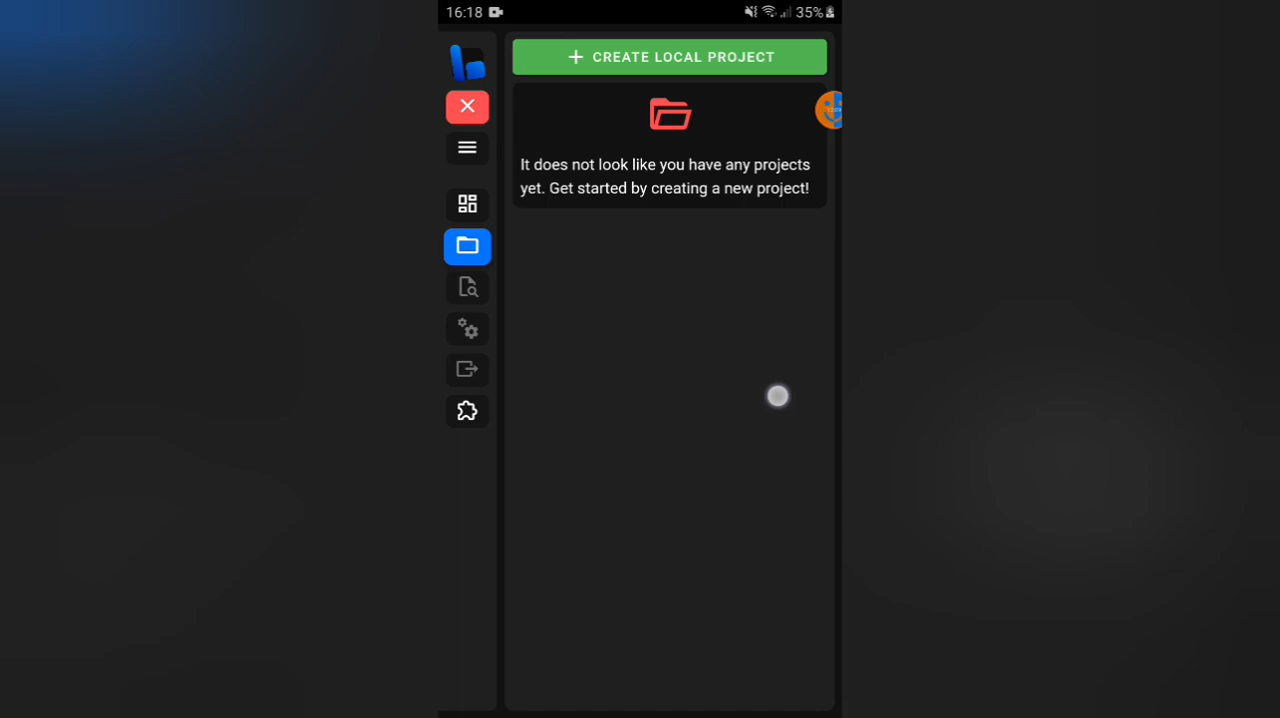 16:18
35%
+ CREATE LOCAL PROJECT
It does not look like you have any projects
yet. Get started by creating a new project!